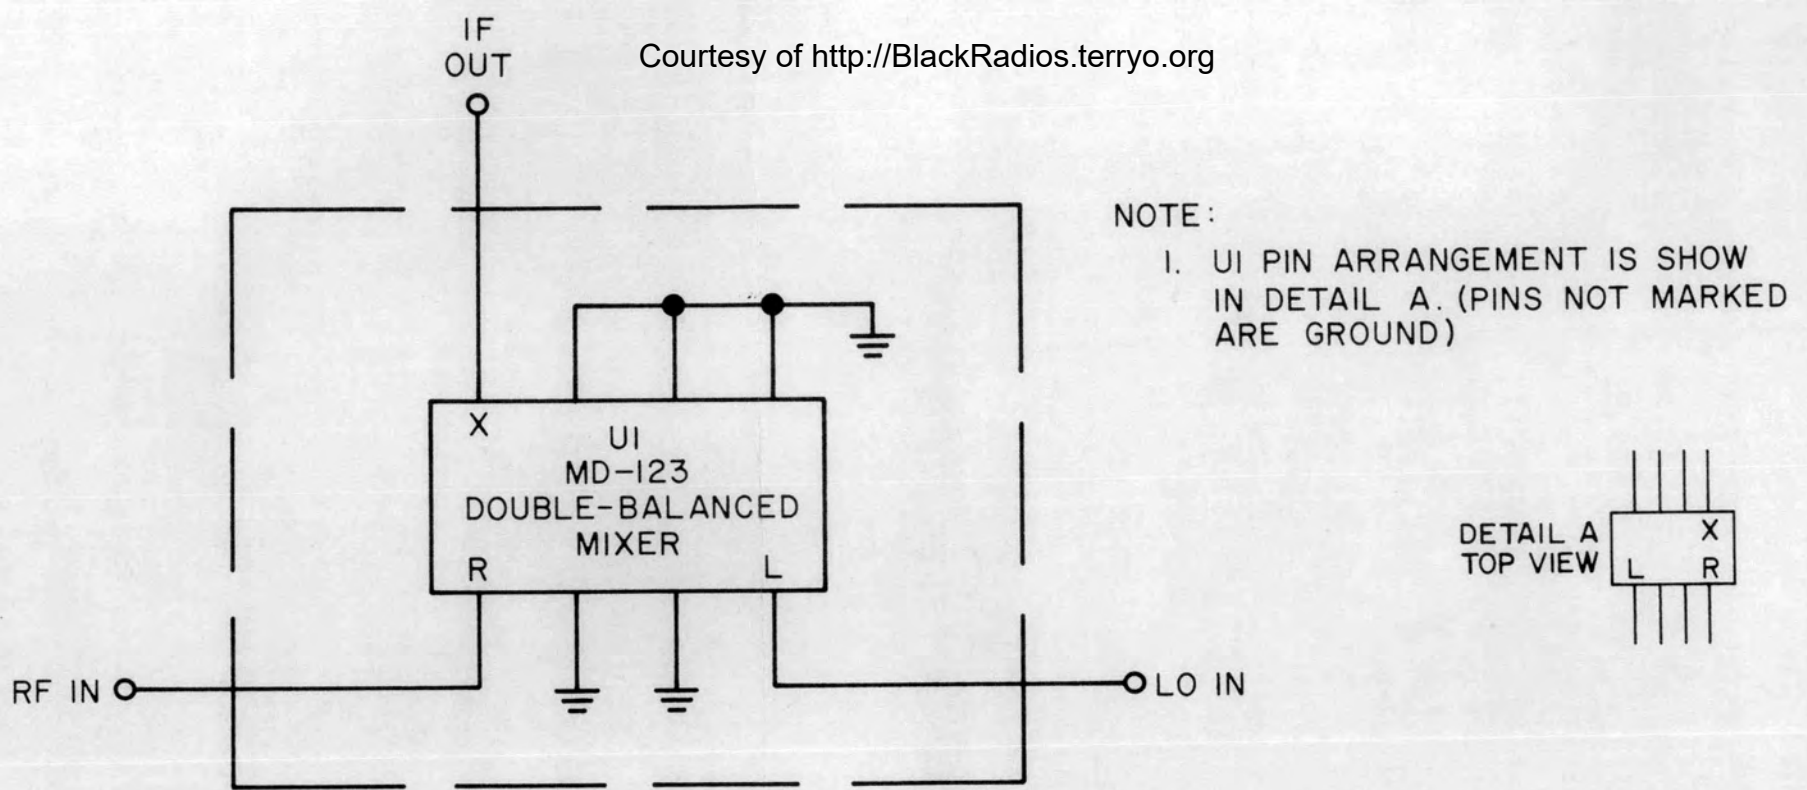 IF
OUT
Courtesy of http://BlackRadios.terryo.org
NOTE:
1. U1 PIN ARRANGEMENT IS SHOW
IN DETAIL A. (PINS NOT MARKED
ARE GROUND)
X
U1
MD-123
DOUBLE-BALANCED
MIXER
R L
DETAIL A
TOP VIEW
X
L R
RF IN
LO IN